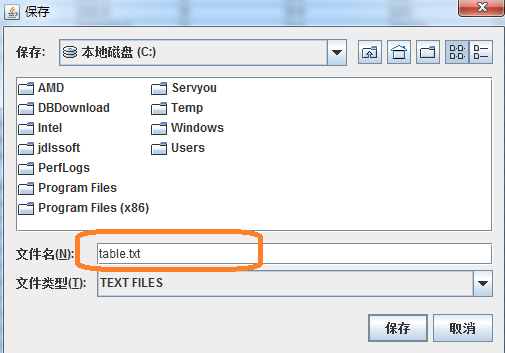 保存
保存:
本地磁盘 (C:)
AMD
DBDownload
Intel
jdlssoft
PerfLogs
Program Files
Program Files (x86)
Servyou
Temp
Windows
Users
文件名(N):
table.txt
文件类型(T):
TEXT FILES
保存
取消